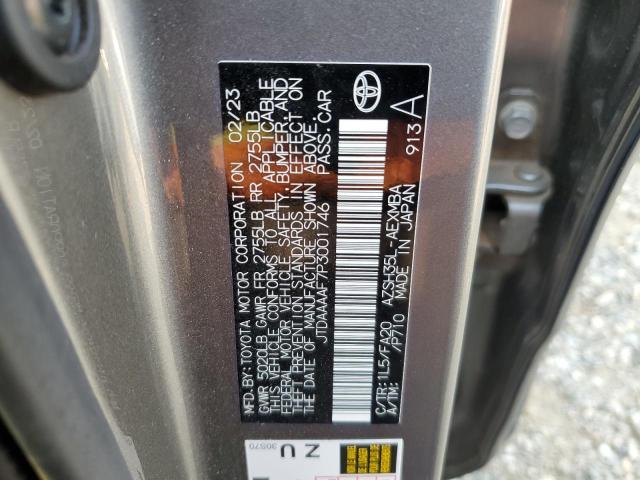 MFD.BY:TOYOTA MOTOR CORPORATION 02/23
GVWR 5020LB GAWR FR 2755LB RR 2755LB
THIS VEHICLE CONFORMS TO ALL APPLICABLE
FEDERAL MOTOR VEHICLE SAFETY, BUMPER, AND
THEFT PREVENTION STANDARDS IN EFFECT ON
THE DATE OF MANUFACTURE SHOWN ABOVE.
JTDAAAAF7P3001746 PASS.CAR
C/TR:1L5/FA20 AZSH35L-AEXMBA
A/TM: /P710 MADE IN JAPAN 913 A
Z U
30S70